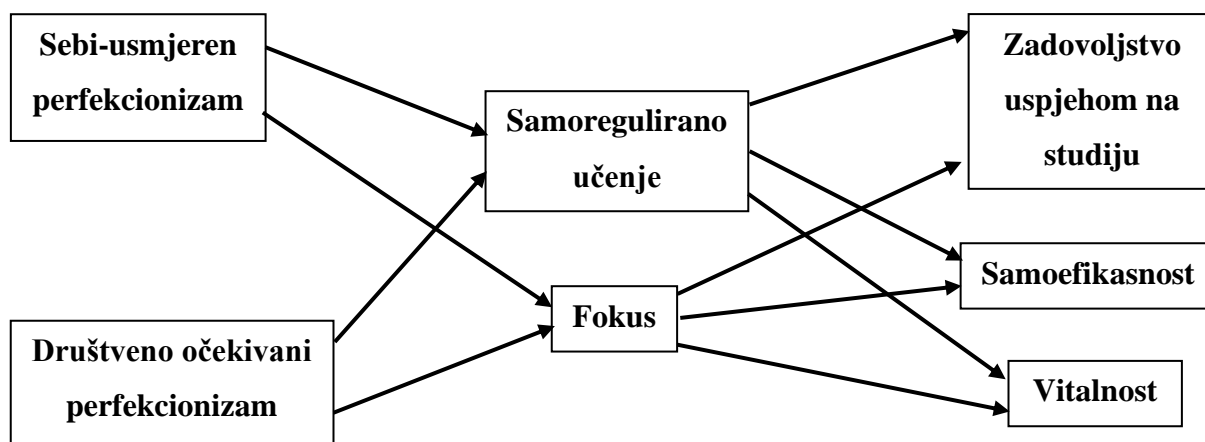 Sebi-usmjeren
perfekcionizam
Društveno očekivani
perfekcionizam
Samoregulirano
učenje
Fokus
Zadovoljstvo
uspjehom na
studiju
Samoefikasnost
Vitalnost